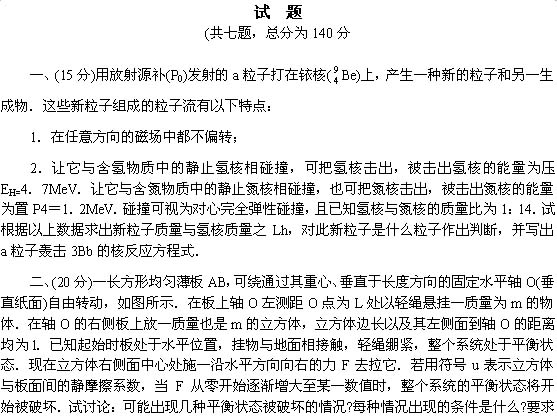 试 题
(共七题，总分为 140 分
一、(15 分)用放射源补(P₀)发射的 a 粒子打在铱核(⁹₄Be)上，产生一种新的粒子和另一生
成物．这些新粒子组成的粒子流有以下特点：
1．在任意方向的磁场中都不偏转；
2．让它与含氢物质中的静止氢核相碰撞，可把氢核击出，被击出氢核的能量为压
E_H=4．7MeV．让它与含氮物质中的静止氮核相碰撞，也可把氮核击出，被击出氮核的能量
为置 P4＝1．2MeV．碰撞可视为对心完全弹性碰撞，且已知氢核与氮核的质量比为 1：14．试
根据以上数据求出新粒子质量与氢核质量之 Lh，对此新粒子是什么粒子作出判断，并写出
a 粒子轰击 3Bb 的核反应方程式．
二、(20 分)一长方形均匀薄板 AB，可绕通过其重心、垂直于长度方向的固定水平轴 O(垂
直纸面)自由转动，如图所示．在板上轴 O 左测距 O 点为 L 处以轻绳悬挂一质量为 m 的物
体．在轴 O 的右侧板上放一质量也是 m 的立方体，立方体边长以及其左侧面到轴 O 的距离
均为 l．已知起始时板处于水平位置，挂物与地面相接触，轻绳绷紧，整个系统处于平衡状
态．现在立方体右侧面中心处施一沿水平方向向右的力 F 去拉它．若用符号 u 表示立方体
与板面间的静摩擦系数，当 F 从零开始逐渐增大至某一数值时，整个系统的平衡状态将开
始被破坏．试讨论：可能出现几种平衡状态被破坏的情况?每种情况出现的条件是什么?要求